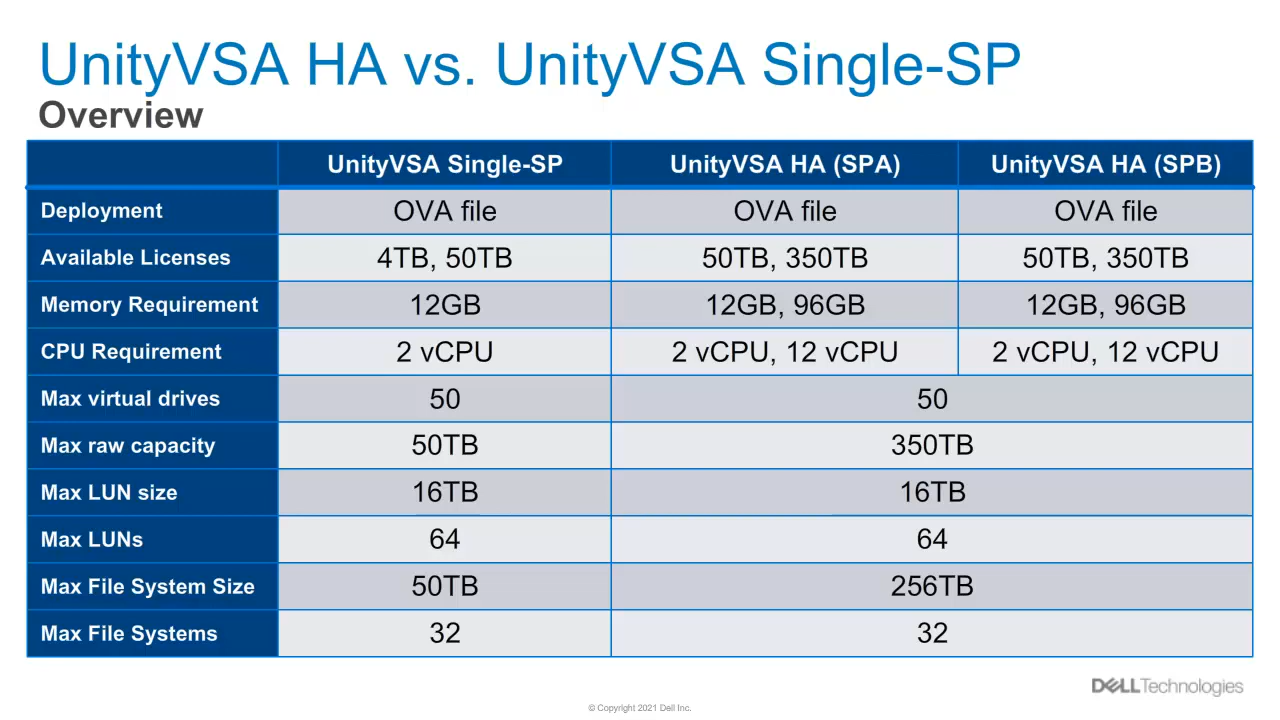 UnityVSA HA vs. UnityVSA Single-SP
Overview
UnityVSA Single-SP UnityVSA HA (SPA) UnityVSA HA (SPB)
Deployment OVA file OVA file OVA file
Available Licenses 4TB, 50TB 50TB, 350TB 50TB, 350TB
Memory Requirement 12GB 12GB, 96GB 12GB, 96GB
CPU Requirement 2 vCPU 2 vCPU, 12 vCPU 2 vCPU, 12 vCPU
Max virtual drives 50 50
Max raw capacity 50TB 350TB
Max LUN size 16TB 16TB
Max LUNs 64 64
Max File System Size 50TB 256TB
Max File Systems 32 32
DELLTechnologies
© Copyright 2021 Dell Inc.